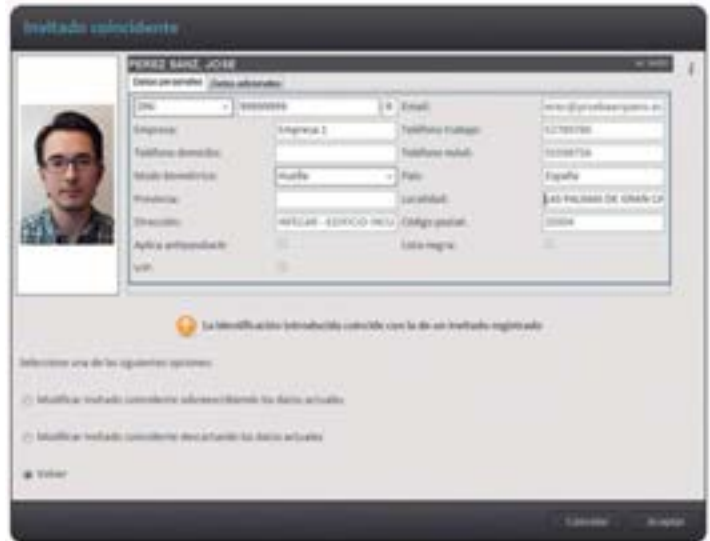 Invitado coincidente
PEREZ SANZ, JOSE
Datos personales Datos adicionales
DNI 99999999 R Email:
Empresa: Empresa 1 Teléfono trabajo:
Teléfono domicilio: Teléfono móvil:
Modo biométrico: Huella País: España
Provincia: Localidad: LAS PALMAS DE GRAN CA
Dirección: Código postal:
Aplica antipassback: Lista negra:
VIP:
La identificación introducida coincide con la de un invitado registrado
Seleccione una de las siguientes opciones:
Modificar invitado coincidente sobreescribiendo los datos actuales
Modificar invitado coincidente descartando los datos actuales
Volver
Cancelar Aceptar